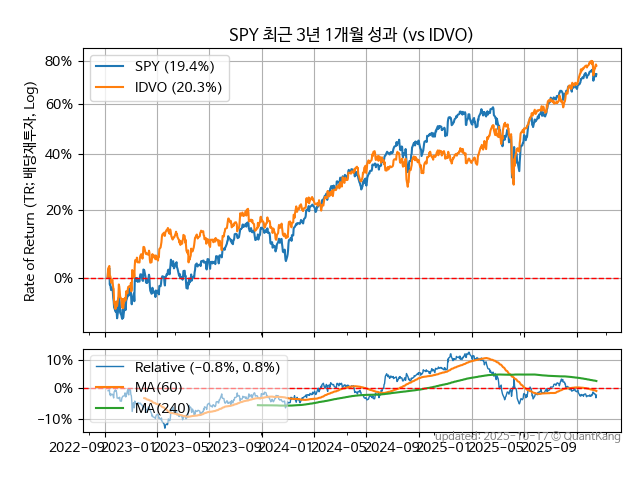 SPY 최근 3년 1개월 성과 (vs IDVO)
Rate of Return (TR: 배당재투자, Log)
80%
60%
40%
20%
0%
SPY (19.4%)
IDVO (20.3%)
10%
0%
−10%
Relative (−0.8%, 0.8%)
MA(60)
MA(240)
2022-09 2023-01 2023-05 2023-09 2024-01 2024-05 2024-09 2025-01 2025-05 2025-09
updated: 2025-10-17 © QuantKang